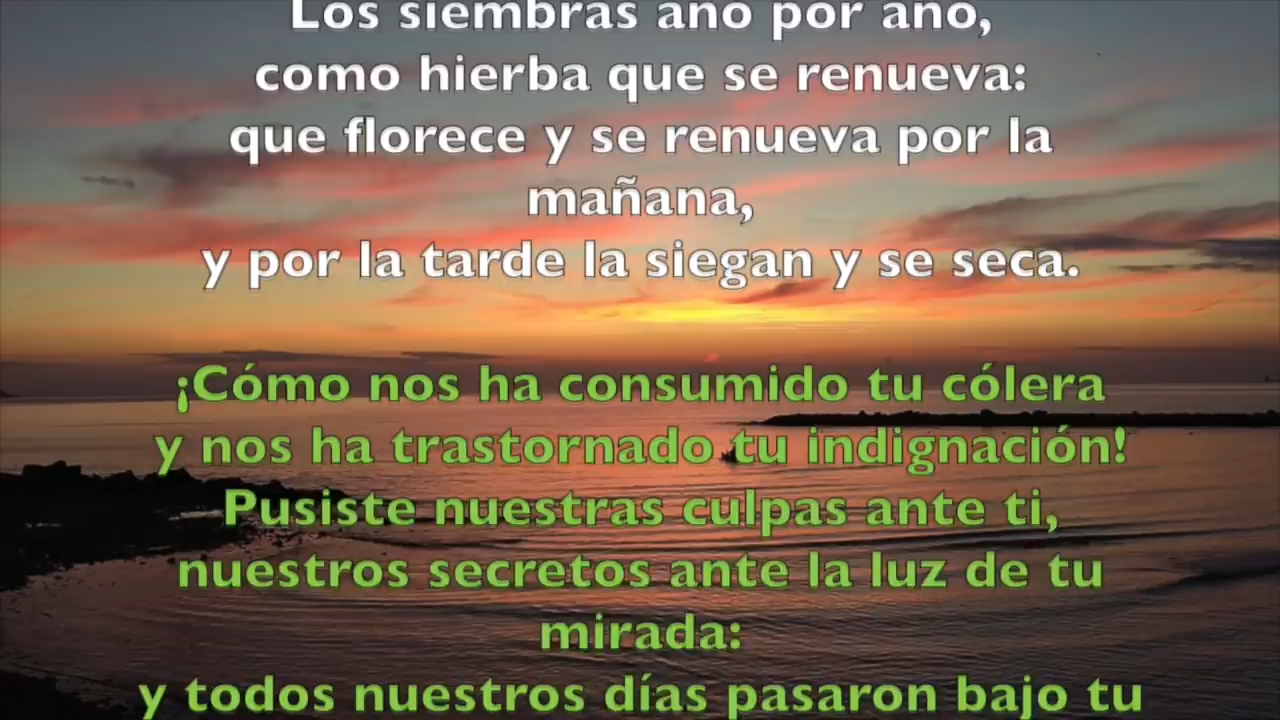 Los siembras año por año,
como hierba que se renueva:
que florece y se renueva por la
mañana,
y por la tarde la siegan y se seca.
¡Cómo nos ha consumido tu cólera
y nos ha trastornado tu indignación!
Pusiste nuestras culpas ante ti,
nuestros secretos ante la luz de tu
mirada:
y todos nuestros días pasaron bajo tu